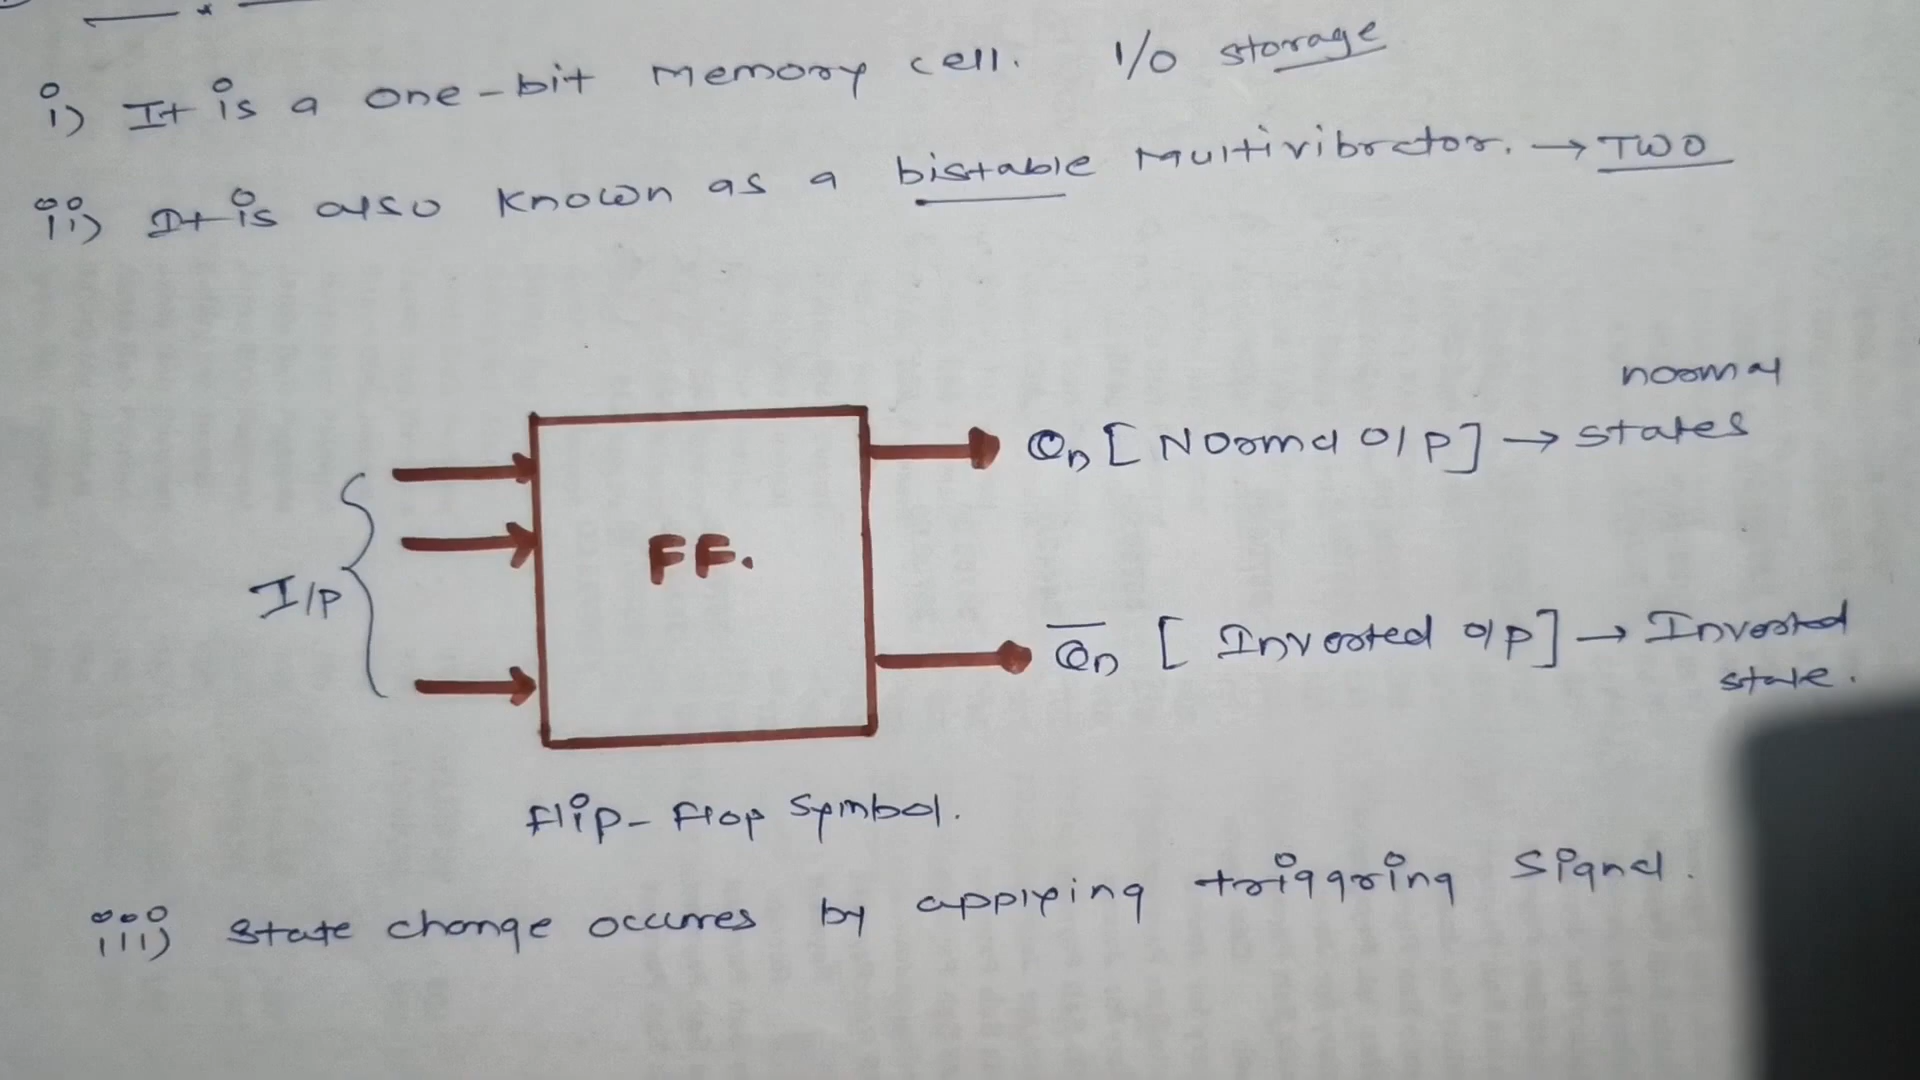 i) It is a one-bit memory cell. 1/0 storage
ii) It is also known as a bistable Multivibrator. → TWO
normal
Qn [Normal O/P] → states
FF.
I/P
Q̅n [Inverted o/p] → Inverted
state.
Flip-Flop Symbol.
iii) state change occures by applying triggring signal.